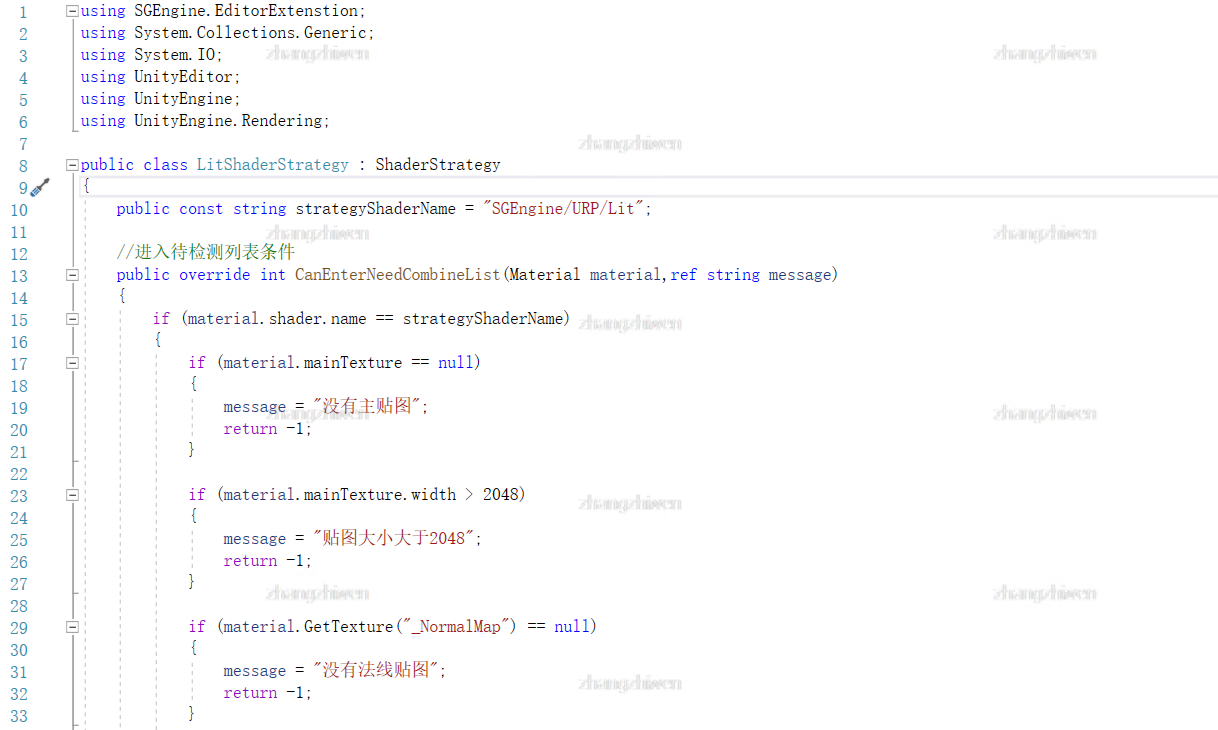 1 using SGEngine.EditorExtenstion;
2 using System.Collections.Generic;
3 using System.IO;
4 using UnityEditor;
5 using UnityEngine;
6 using UnityEngine.Rendering;
7
8 public class LitShaderStrategy : ShaderStrategy
9 {
10 public const string strategyShaderName = "SGEngine/URP/Lit";
11
12 //进入待检测列表条件
13 public override int CanEnterNeedCombineList(Material material,ref string message)
14 {
15 if (material.shader.name == strategyShaderName)
16 {
17 if (material.mainTexture == null)
18 {
19 message = "没有主贴图";
20 return -1;
21 }
22
23 if (material.mainTexture.width > 2048)
24 {
25 message = "贴图大小大于2048";
26 return -1;
27 }
28
29 if (material.GetTexture("_NormalMap") == null)
30 {
31 message = "没有法线贴图";
32 return -1;
33 }